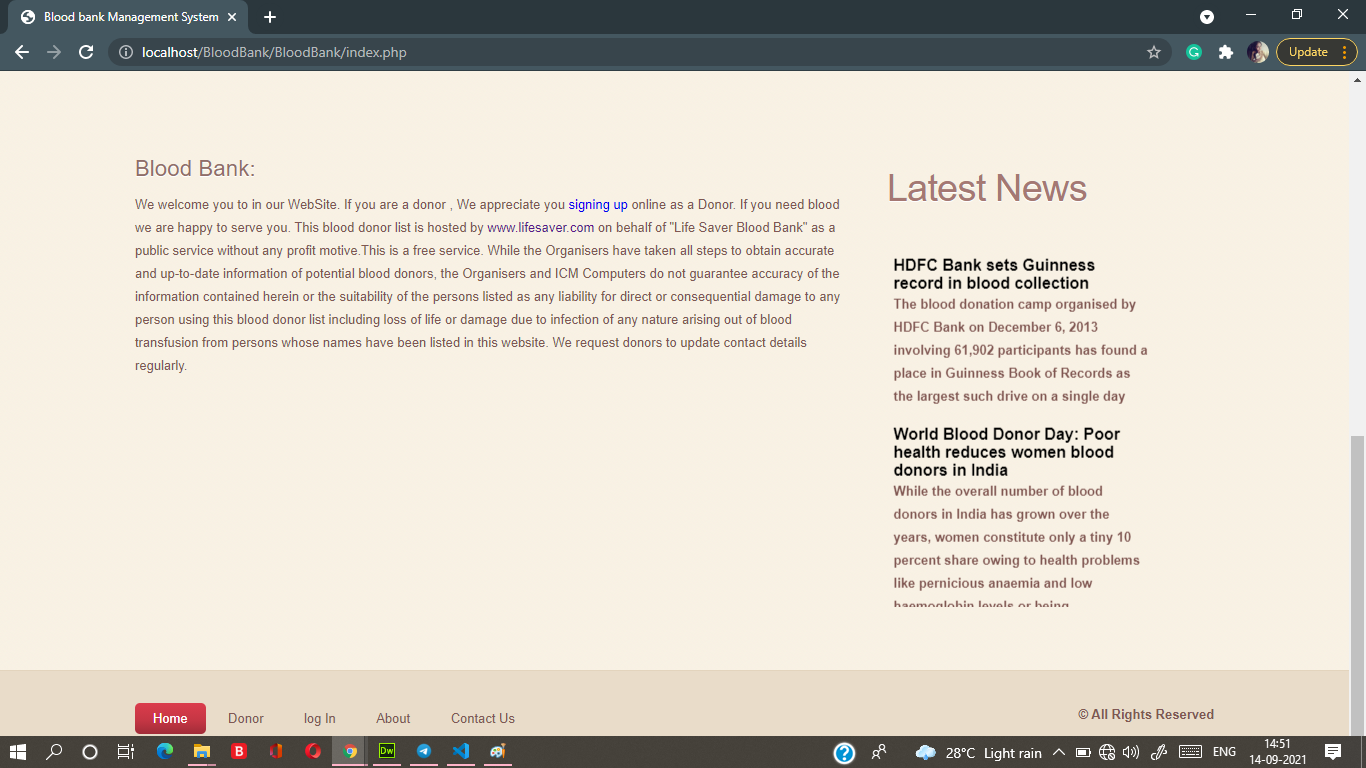 Blood bank Management System
localhost/BloodBank/BloodBank/index.php
Update
Blood Bank:
We welcome you to in our WebSite. If you are a donor , We appreciate you signing up online as a Donor. If you need blood
we are happy to serve you. This blood donor list is hosted by www.lifesaver.com on behalf of "Life Saver Blood Bank" as a
public service without any profit motive.This is a free service. While the Organisers have taken all steps to obtain accurate
and up-to-date information of potential blood donors, the Organisers and ICM Computers do not guarantee accuracy of the
information contained herein or the suitability of the persons listed as any liability for direct or consequential damage to any
person using this blood donor list including loss of life or damage due to infection of any nature arising out of blood
transfusion from persons whose names have been listed in this website. We request donors to update contact details
regularly.
Latest News
HDFC Bank sets Guinness
record in blood collection
The blood donation camp organised by
HDFC Bank on December 6, 2013
involving 61,902 participants has found a
place in Guinness Book of Records as
the largest such drive on a single day
World Blood Donor Day: Poor
health reduces women blood
donors in India
While the overall number of blood
donors in India has grown over the
years, women constitute only a tiny 10
percent share owing to health problems
like pernicious anaemia and low
haemoglobin levels or being
Home Donor log In About Contact Us
© All Rights Reserved
B
Dw
?
28°C Light rain
ENG
14:51
14-09-2021